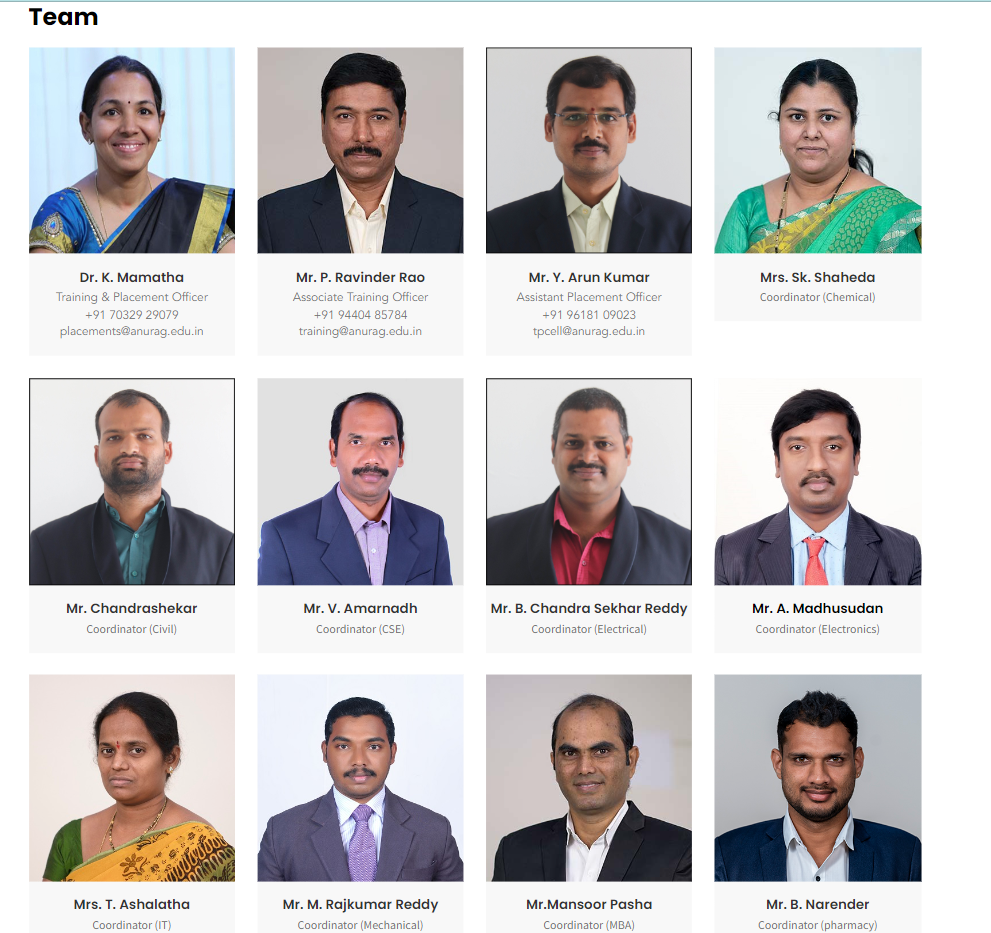 Team
Dr. K. Mamatha
Training & Placement Officer
+91 70329 29079
placements@anurag.edu.in
Mr. P. Ravinder Rao
Associate Training Officer
+91 94404 85784
training@anurag.edu.in
Mr. Y. Arun Kumar
Assistant Placement Officer
+91 96181 09023
tpcell@anurag.edu.in
Mrs. Sk. Shaheda
Coordinator (Chemical)
Mr. Chandrashekar
Coordinator (Civil)
Mr. V. Amarnadh
Coordinator (CSE)
Mr. B. Chandra Sekhar Reddy
Coordinator (Electrical)
Mr. A. Madhusudan
Coordinator (Electronics)
Mrs. T. Ashalatha
Coordinator (IT)
Mr. M. Rajkumar Reddy
Coordinator (Mechanical)
Mr.Mansoor Pasha
Coordinator (MBA)
Mr. B. Narender
Coordinator (pharmacy)